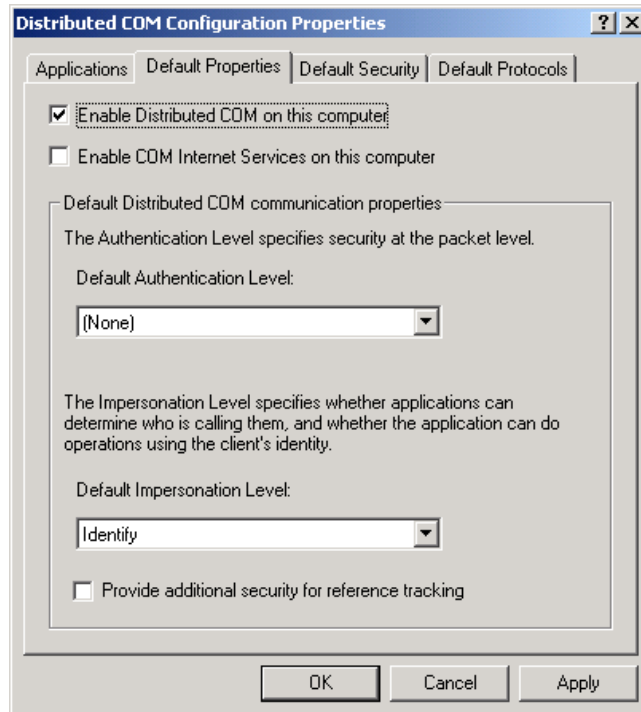 Distributed COM Configuration Properties
Applications
Default Properties
Default Security
Default Protocols
Enable Distributed COM on this computer
Enable COM Internet Services on this computer
Default Distributed COM communication properties
The Authentication Level specifies security at the packet level.
Default Authentication Level:
(None)
The Impersonation Level specifies whether applications can
determine who is calling them, and whether the application can do
operations using the client's identity.
Default Impersonation Level:
Identify
Provide additional security for reference tracking
OK
Cancel
Apply